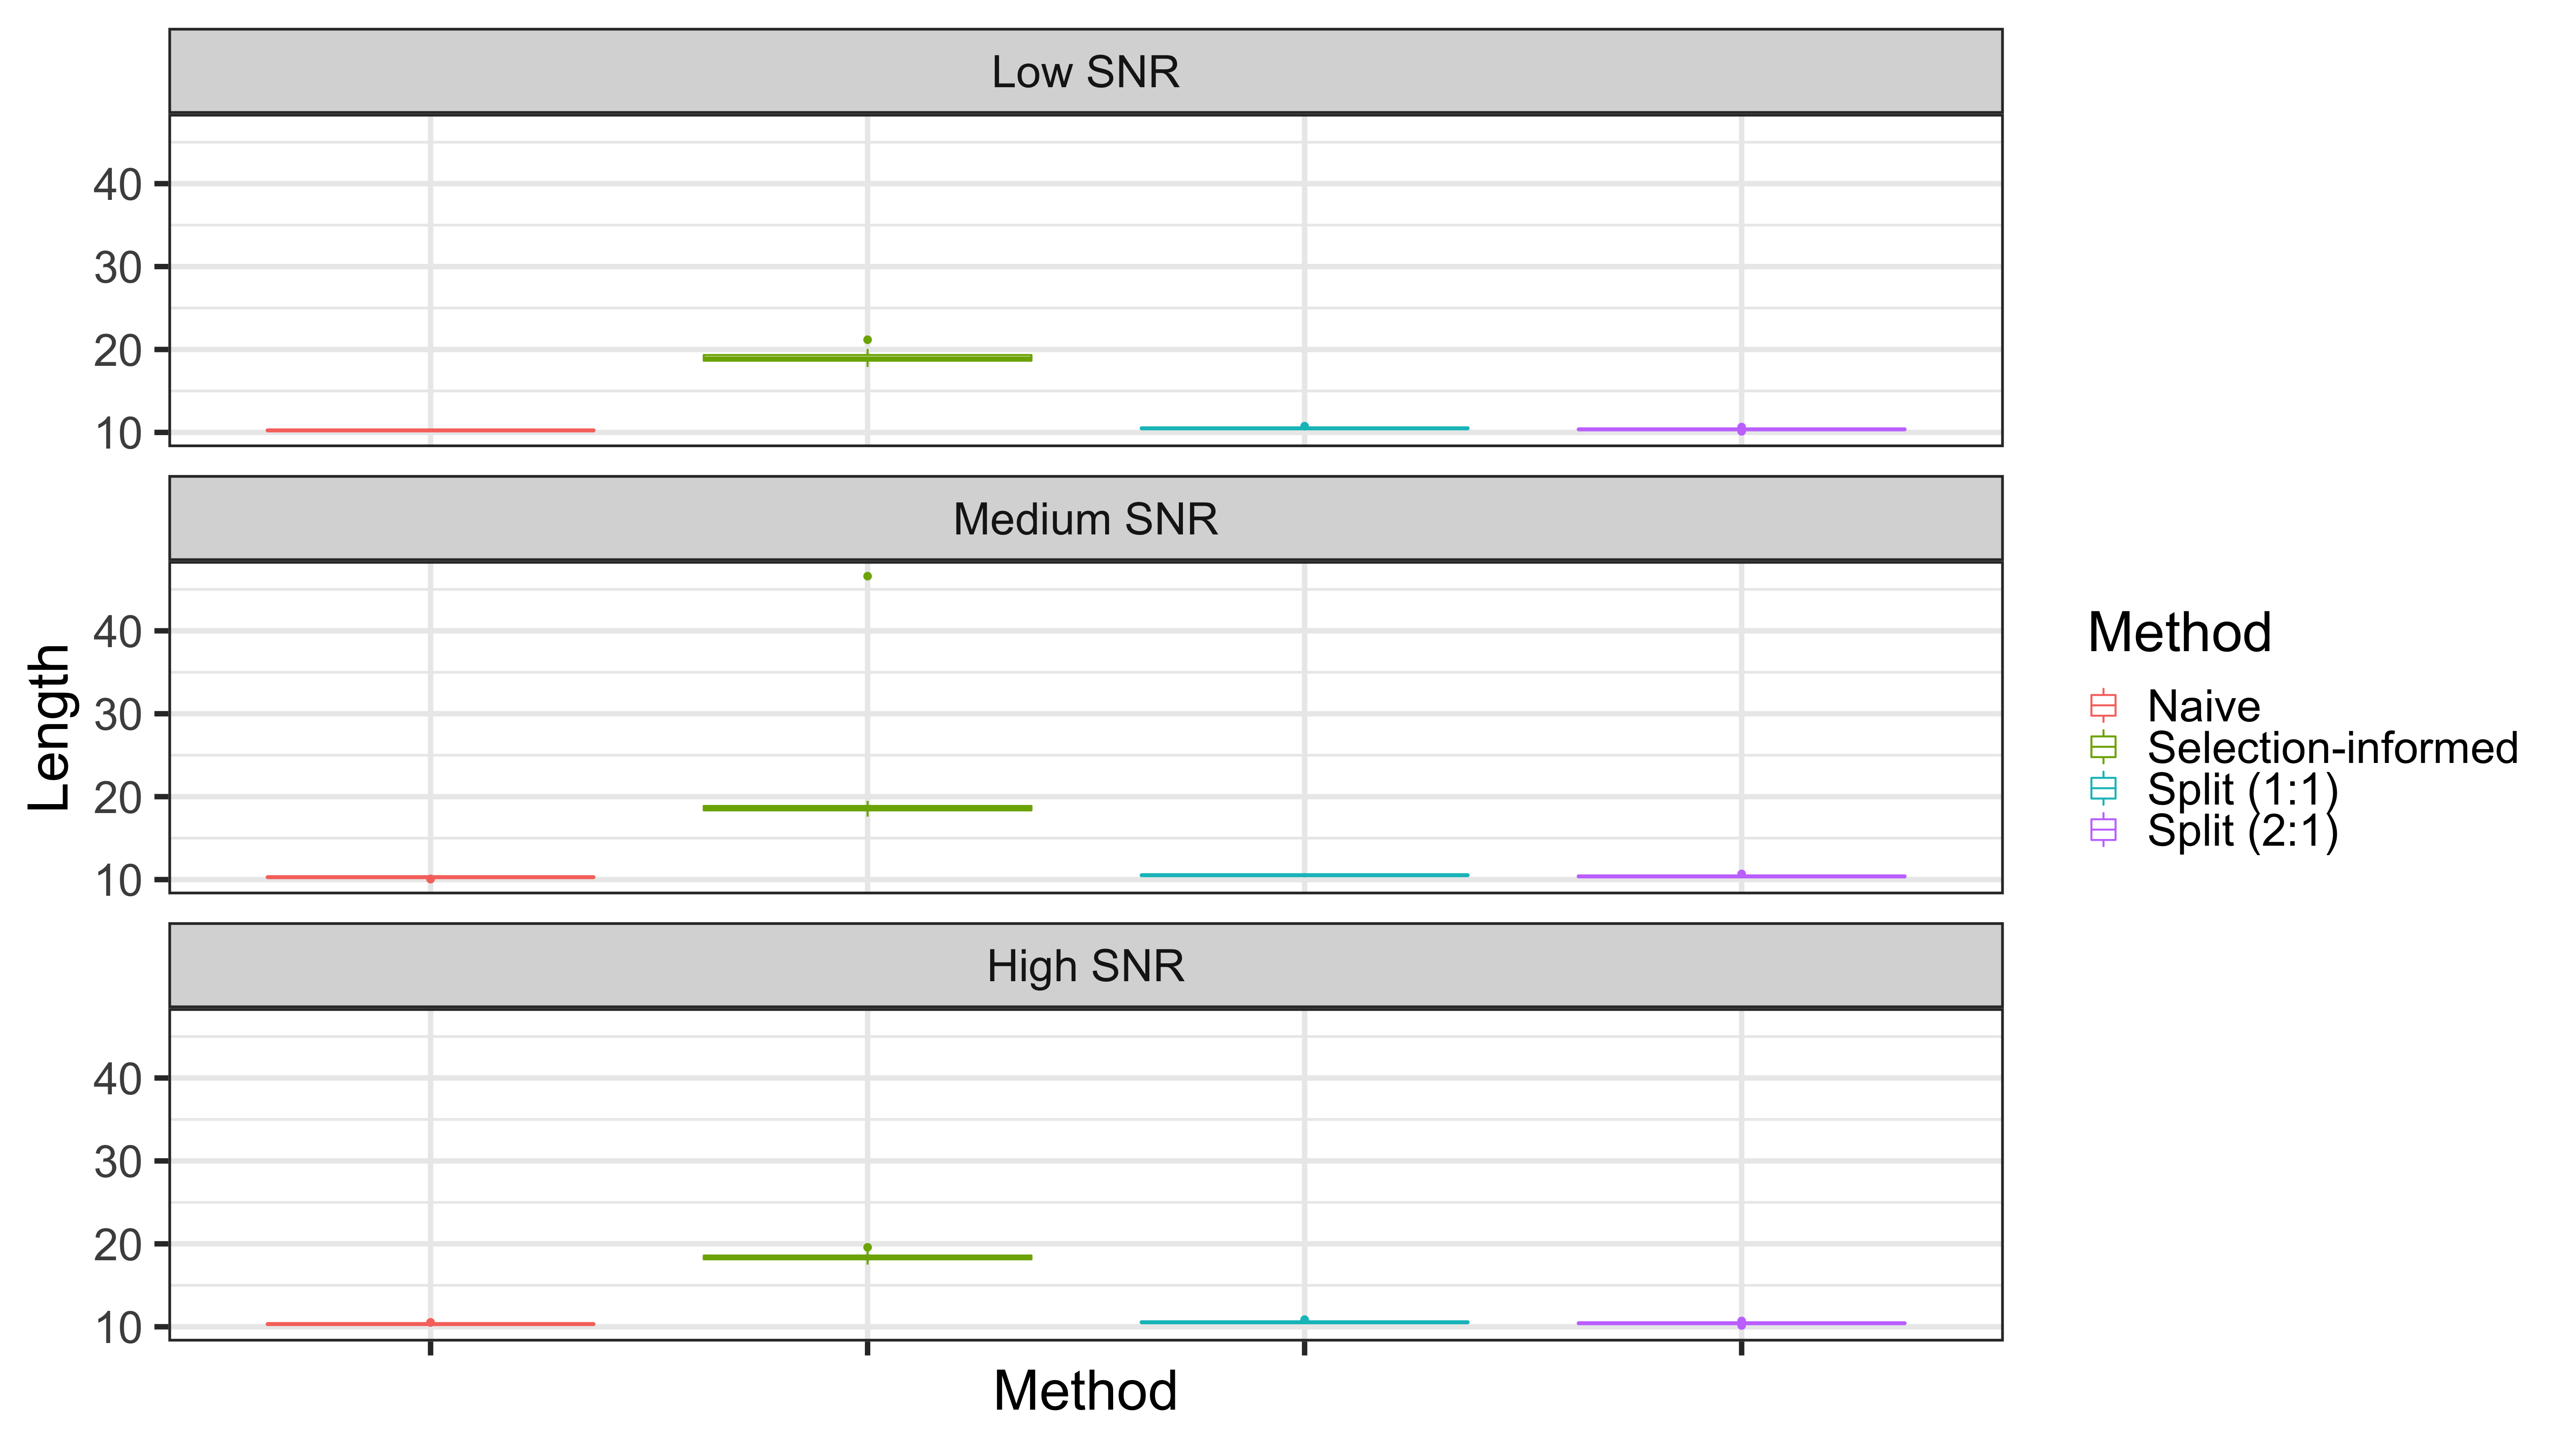 Low SNR
40
30
20
10
Medium SNR
40
30
20
10
High SNR
40
30
20
10
Length
Method
Method
Naive
Selection-informed
Split (1:1)
Split (2:1)